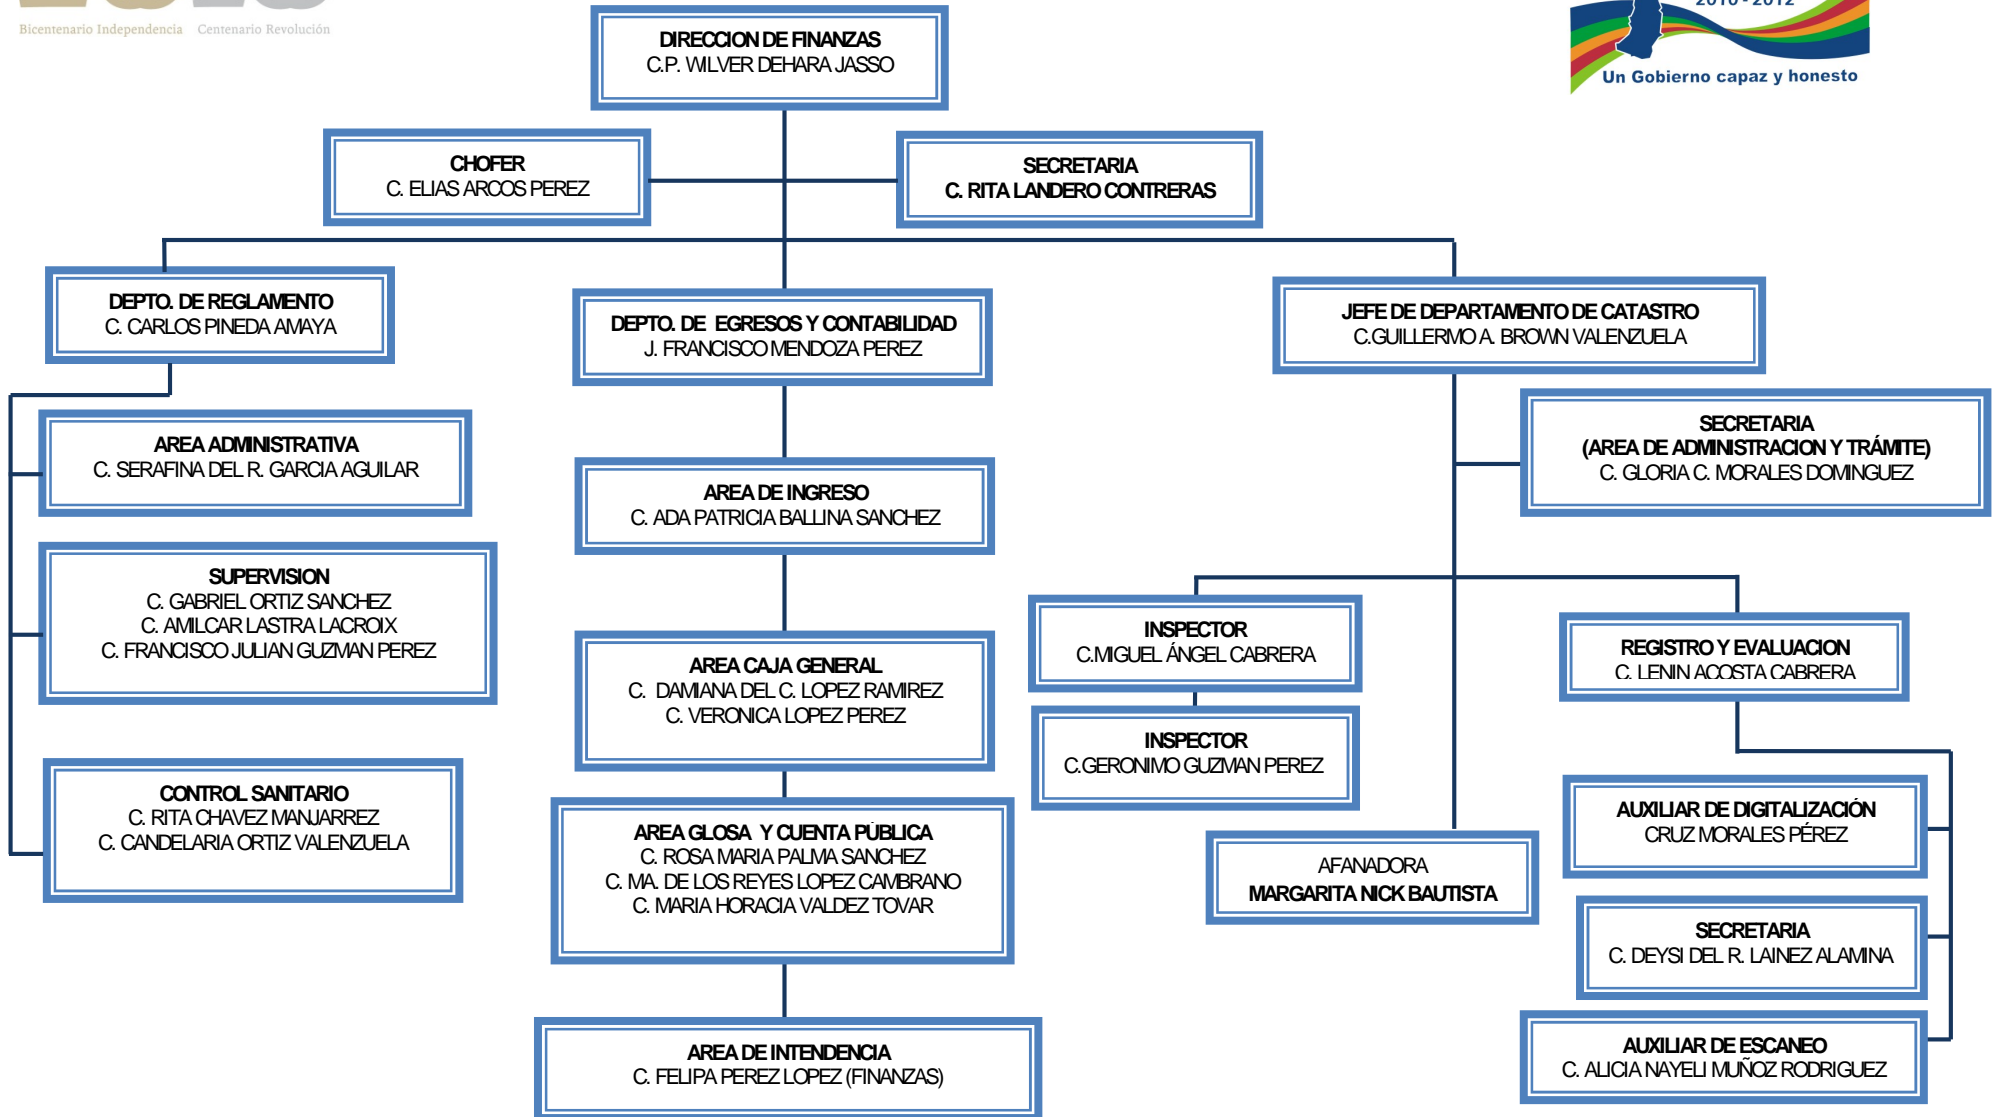 Bicentenario Independencia Centenario Revolución
2010 - 2012
Un Gobierno capaz y honesto
DIRECCION DE FINANZAS
C.P. WILVER DEHARA JASSO
CHOFER
C. ELIAS ARCOS PEREZ
SECRETARIA
C. RITA LANDERO CONTRERAS
DEPTO. DE REGLAMENTO
C. CARLOS PINEDA AMAYA
DEPTO. DE EGRESOS Y CONTABILIDAD
J. FRANCISCO MENDOZA PEREZ
JEFE DE DEPARTAMENTO DE CATASTRO
C.GUILLERMO A. BROWN VALENZUELA
AREA ADMINISTRATIVA
C. SERAFINA DEL R. GARCIA AGUILAR
SUPERVISION
C. GABRIEL ORTIZ SANCHEZ
C. AMILCAR LASTRA LACROIX
C. FRANCISCO JULIAN GUZMAN PEREZ
CONTROL SANITARIO
C. RITA CHAVEZ MANJARREZ
C. CANDELARIA ORTIZ VALENZUELA
AREA DE INGRESO
C. ADA PATRICIA BALLINA SANCHEZ
AREA CAJA GENERAL
C. DAMIANA DEL C. LOPEZ RAMIREZ
C. VERONICA LOPEZ PEREZ
AREA GLOSA Y CUENTA PÚBLICA
C. ROSA MARIA PALMA SANCHEZ
C. MA. DE LOS REYES LOPEZ CAMBRANO
C. MARIA HORACIA VALDEZ TOVAR
AREA DE INTENDENCIA
C. FELIPA PEREZ LOPEZ (FINANZAS)
SECRETARIA
(AREA DE ADMINISTRACION Y TRÁMITE)
C. GLORIA C. MORALES DOMINGUEZ
INSPECTOR
C.MIGUEL ÁNGEL CABRERA
INSPECTOR
C.GERONIMO GUZMAN PEREZ
AFANADORA
MARGARITA NICK BAUTISTA
REGISTRO Y EVALUACION
C. LENIN ACOSTA CABRERA
AUXILIAR DE DIGITALIZACIÓN
CRUZ MORALES PÉREZ
SECRETARIA
C. DEYSI DEL R. LAINEZ ALAMINA
AUXILIAR DE ESCANEO
C. ALICIA NAYELI MUÑOZ RODRIGUEZ